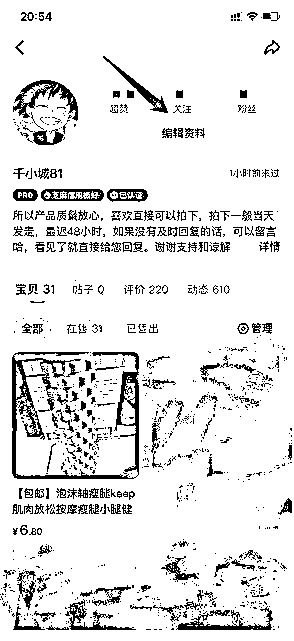 20:54
超赞 关注 粉丝
编辑资料
千小城81 1小时前来过
PRO 芝麻信用极好 已认证
所以产品质量放心，喜欢直接可以拍下，拍下一般当天
发走，最迟48小时，如果没有及时回复的话，可以留言
哈，看见了就直接给您回复。谢谢支持和谅解 详情
宝贝 31 帖子 0 评价 220 动态 610
全部 在售 31 已售出 管理
【包邮】泡沫轴瘦腿keep
肌肉放松按摩瘦腿小腿健
¥6.80